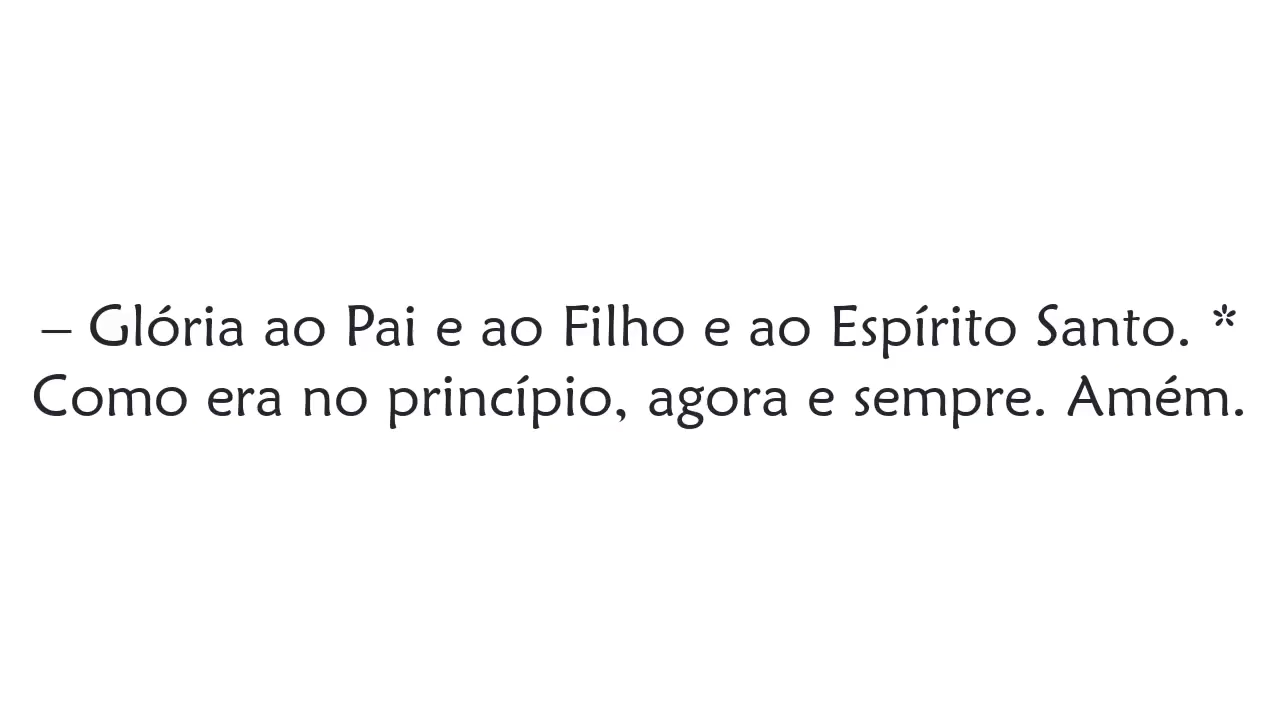 – Glória ao Pai e ao Filho e ao Espírito Santo. *
Como era no princípio, agora e sempre. Amém.